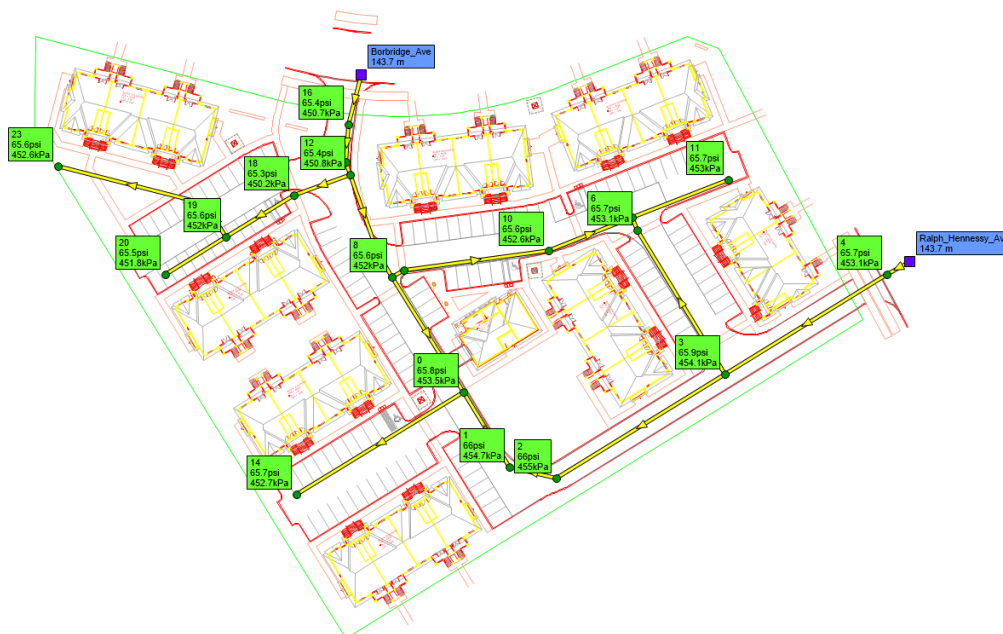 Borbridge_Ave
143.7 m
16
65.4psi
450.7kPa
23
65.6psi
452.6kPa
12
65.4psi
450.8kPa
18
65.3psi
450.2kPa
11
65.7psi
453kPa
19
65.6psi
452kPa
6
65.7psi
453.1kPa
10
65.6psi
452.6kPa
20
65.5psi
451.8kPa
8
65.6psi
452kPa
4
65.7psi
453.1kPa
Ralph_Hennessy_Av
143.7 m
0
65.8psi
453.5kPa
3
65.9psi
454.1kPa
1
66psi
454.7kPa
2
66psi
455kPa
14
65.7psi
452.7kPa